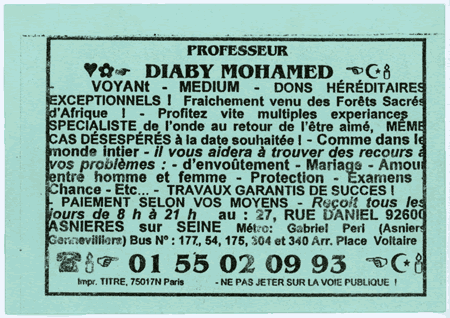 PROFESSEUR
DIABY MOHAMED
- VOYANt - MEDIUM - DONS HÉRÉDITAIRES
EXCEPTIONNELS ! Fraichement venu des Forêts Sacrés
d'Afrique ! - Profitez vite multiples experiances
SPECIALISTE de l'onde au retour de l'être aimé, MÊME
CAS DÉSESPÉRÉS à la date souhaitée ! - Comme dans le
monde intier - il vous aidera à trouver des recours à
vos problèmes : - d'envoûtement - Mariage - Amour
entre homme et femme - Protection - Examens
Chance - Etc... - TRAVAUX GARANTIS DE SUCCES !
- PAIEMENT SELON VOS MOYENS - Reçoit tous les
jours de 8 h à 21 h au : 27, RUE DANIEL 92600
ASNIERES sur SEINE Métro: Gabriel Peri (Asnieres
Gennevilliers) Bus N° : 177, 54, 175, 304 et 340 Arr. Place Voltaire
01 55 02 09 93
Impr. TITRE, 75017N Paris - NE PAS JETER SUR LA VOIE PUBLIQUE !